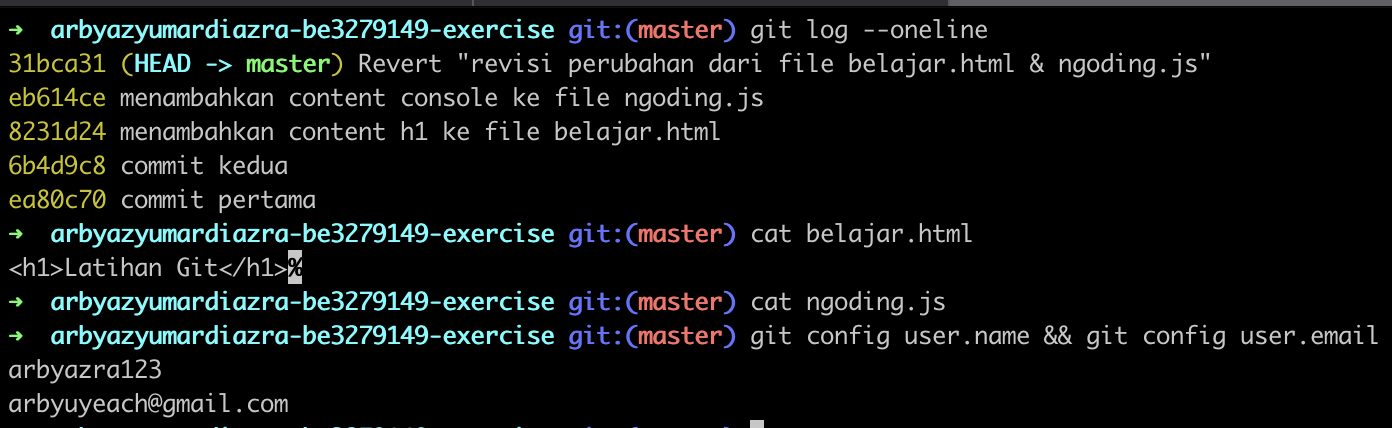 ➜ arbyazyumardiazra-be3279149-exercise git:(master) git log --oneline
31bca31 (HEAD -> master) Revert "revisi perubahan dari file belajar.html & ngoding.js"
eb614ce menambahkan content console ke file ngoding.js
8231d24 menambahkan content h1 ke file belajar.html
6b4d9c8 commit kedua
ea80c70 commit pertama
➜ arbyazyumardiazra-be3279149-exercise git:(master) cat belajar.html
<h1>Latihan Git</h1>%
➜ arbyazyumardiazra-be3279149-exercise git:(master) cat ngoding.js
➜ arbyazyumardiazra-be3279149-exercise git:(master) git config user.name && git config user.email
arbyazra123
arbyuyeach@gmail.com